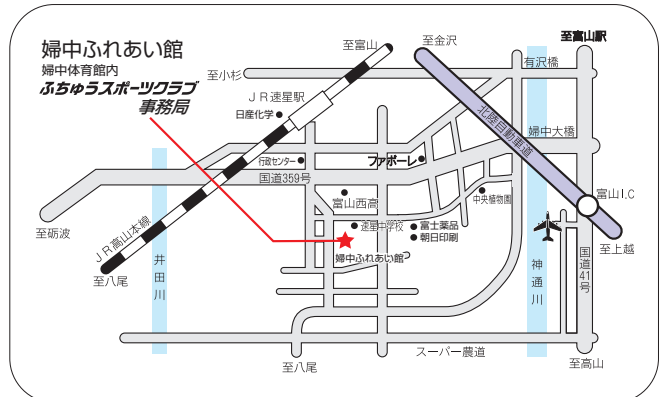 婦中ふれあい館
婦中体育館内
ふちゅうスポーツクラブ
事務局
至富山
至金沢
至富山駅
至小杉
有沢橋
JR速星駅
日産化学
北陸自動車道
婦中大橋
行政センター
ファボーレ
国道359号
富山西高
中央植物園
富山I.C
至砺波
速星中学校
富士薬品
朝日印刷
JR高山本線
婦中ふれあい館
至上越
至八尾
井田川
神通川
国道41号
スーパー農道
至八尾
至高山